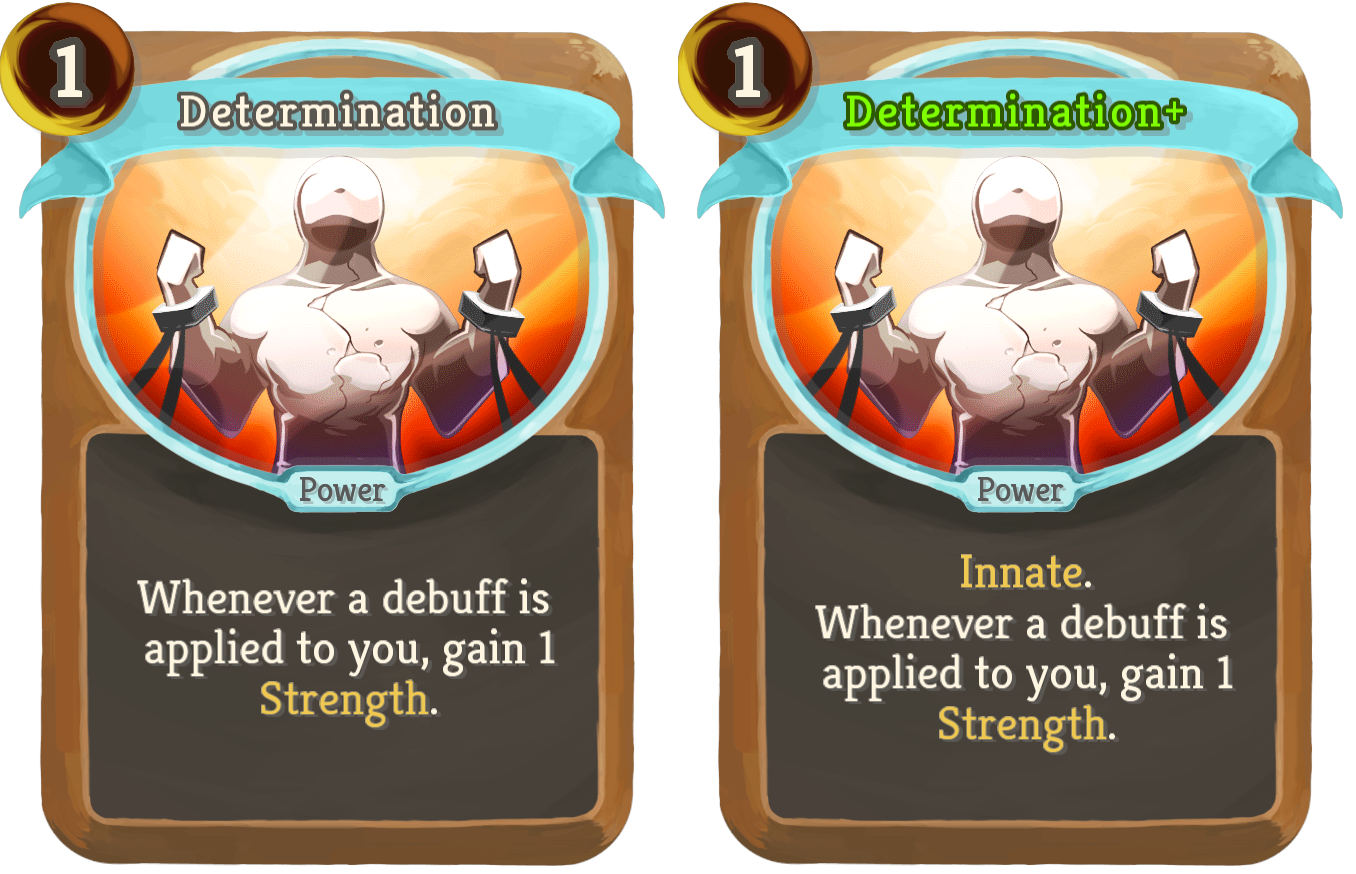 1
Determination
Power
Whenever a debuff is
applied to you, gain 1
Strength.
1
Determination+
Power
Innate.
Whenever a debuff is
applied to you, gain 1
Strength.